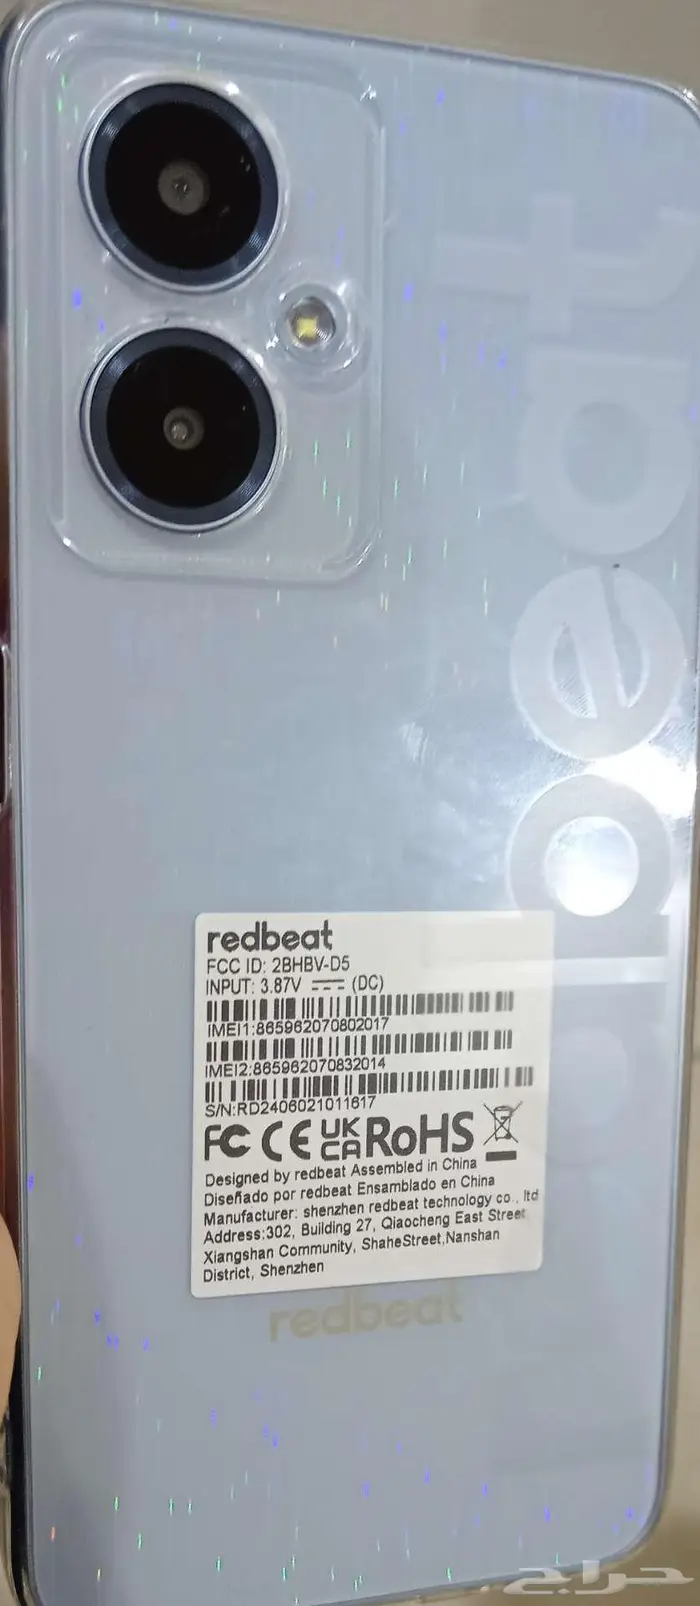 redbeat
redbeat
FCC ID: 2BHBV-D5
INPUT: 3.87V (DC)
IMEI1:865962070802017
IMEI2:865962070832014
S/N:RD2406021011617
FC CE UK CA RoHS
Designed by redbeat Assembled in China
Diseñado por redbeat Ensamblado en China
Manufacturer: shenzhen redbeat technology co., ltd
Address:302, Building 27, Qiaocheng East Street
Xiangshan Community, ShaheStreet,Nanshan
District, Shenzhen
redbeat
حراج